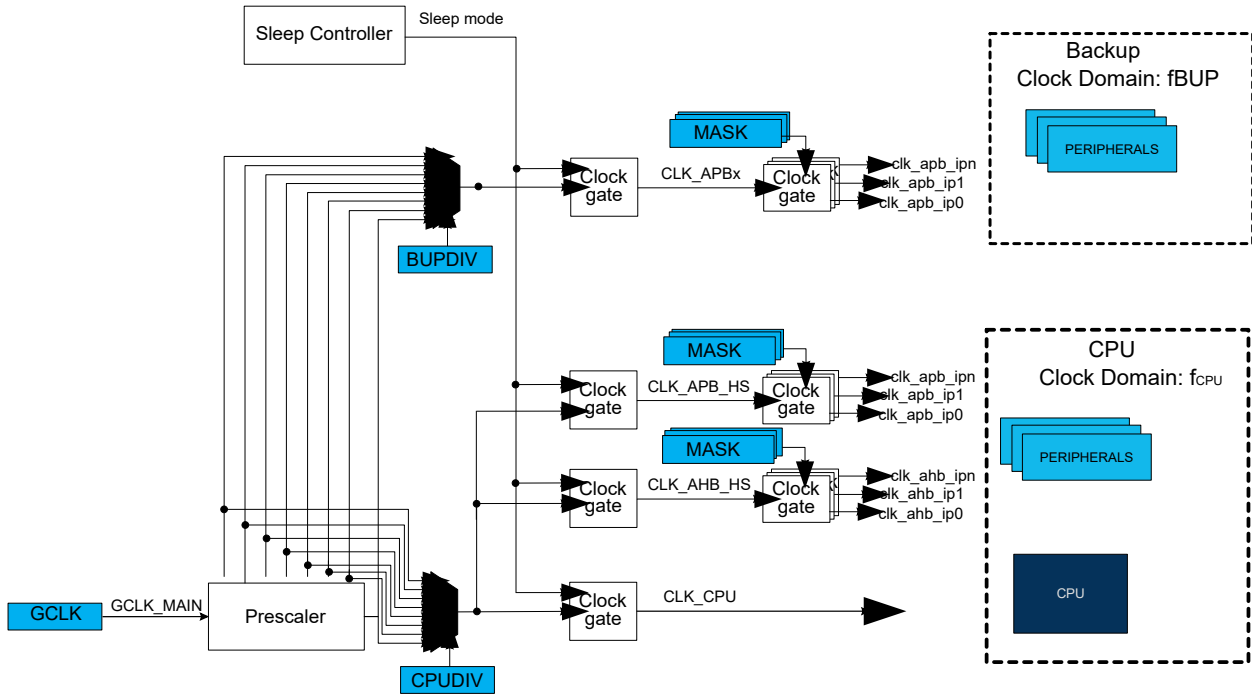 Sleep mode
Sleep Controller
Backup
Clock Domain: fBUP
PERIPHERALS
MASK
Clock
gate
CLK_APBx
Clock
gate
clk_apb_ipn
clk_apb_ip1
clk_apb_ip0
BUPDIV
MASK
Clock
gate
CLK_APB_HS
Clock
gate
clk_apb_ipn
clk_apb_ip1
clk_apb_ip0
CPU
Clock Domain: fCPU
PERIPHERALS
MASK
Clock
gate
CLK_AHB_HS
Clock
gate
clk_ahb_ipn
clk_ahb_ip1
clk_ahb_ip0
GCLK
GCLK_MAIN
Prescaler
Clock
gate
CLK_CPU
CPU
CPUDIV